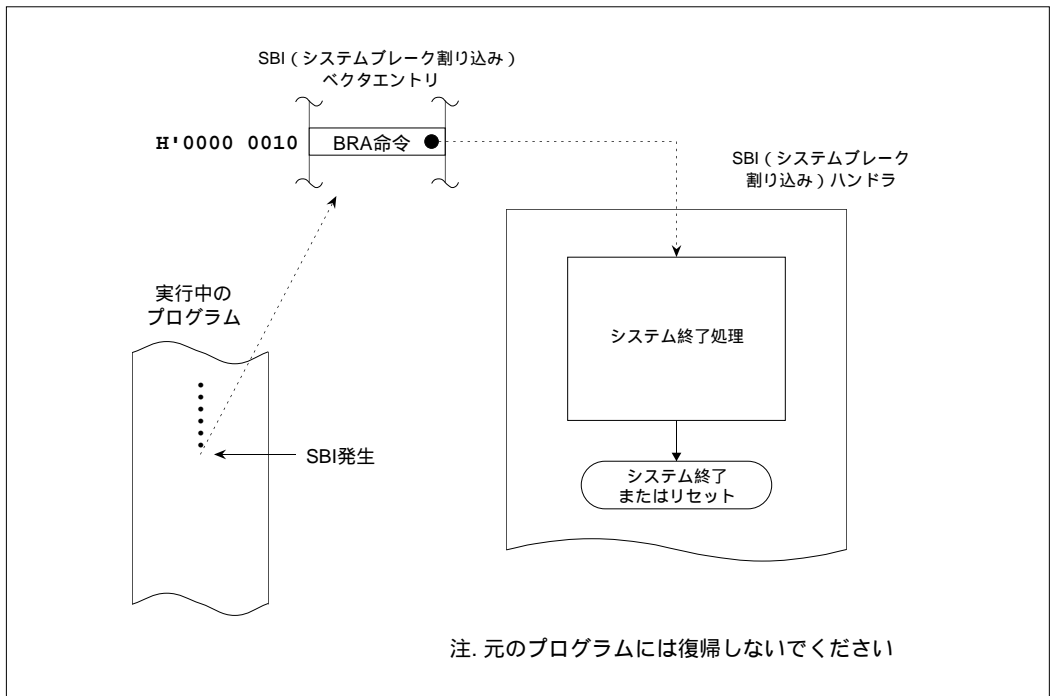 SBI（システムブレーク割り込み）
ベクタエントリ
H'0000 0010
BRA命令
SBI（システムブレーク
割り込み）ハンドラ
実行中の
プログラム
システム終了処理
SBI発生
システム終了
またはリセット
注. 元のプログラムには復帰しないでください